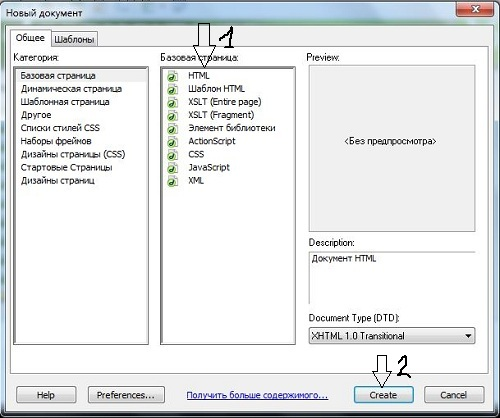 Новый документ
Общее
Шаблоны
1
Категория:
Базовая страница
Динамическая страница
Шаблонная страница
Другое
Списки стилей CSS
Наборы фреймов
Дизайны страницы (CSS)
Стартовые Страницы
Дизайны страниц
Базовая страница:
HTML
Шаблон HTML
XSLT (Entire page)
XSLT (Fragment)
Элемент библиотеки
ActionScript
CSS
JavaScript
XML
Preview:
<Без предпросмотра>
Description:
Документ HTML
Document Type (DTD):
XHTML 1.0 Transitional
2
Help
Preferences...
Получить больше содержимого...
Create
Cancel